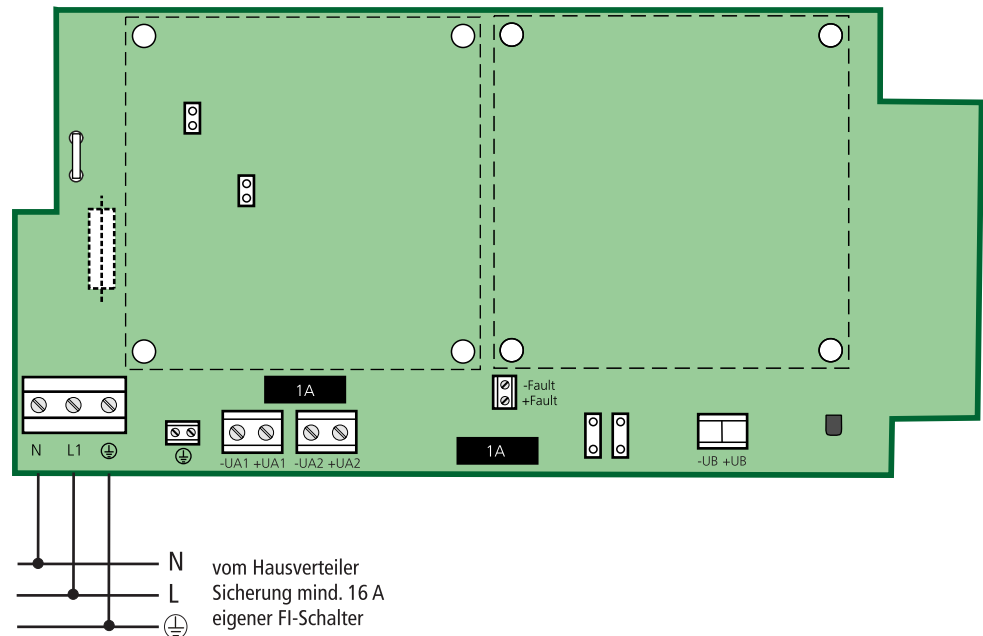 1A
-Fault
+Fault
1A
N L1
-UA1 +UA1 -UA2 +UA2
-UB +UB
N
L
vom Hausverteiler
Sicherung mind. 16 A
eigener FI-Schalter